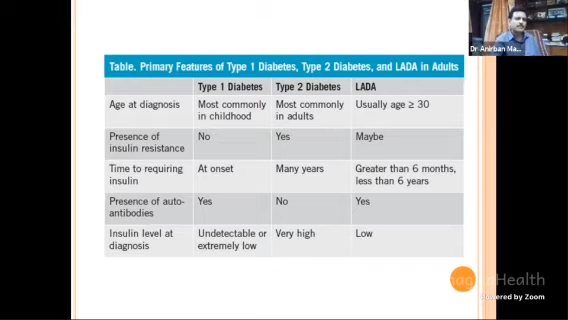 Dr Anirban Ma...
Table. Primary Features of Type 1 Diabetes, Type 2 Diabetes, and LADA in Adults
Type 1 Diabetes Type 2 Diabetes LADA
Age at diagnosis Most commonly in childhood Most commonly in adults Usually age ≥ 30
Presence of insulin resistance No Yes Maybe
Time to requiring insulin At onset Many years Greater than 6 months, less than 6 years
Presence of auto-antibodies Yes No Yes
Insulin level at diagnosis Undetectable or extremely low Very high Low
Health
Powered by Zoom